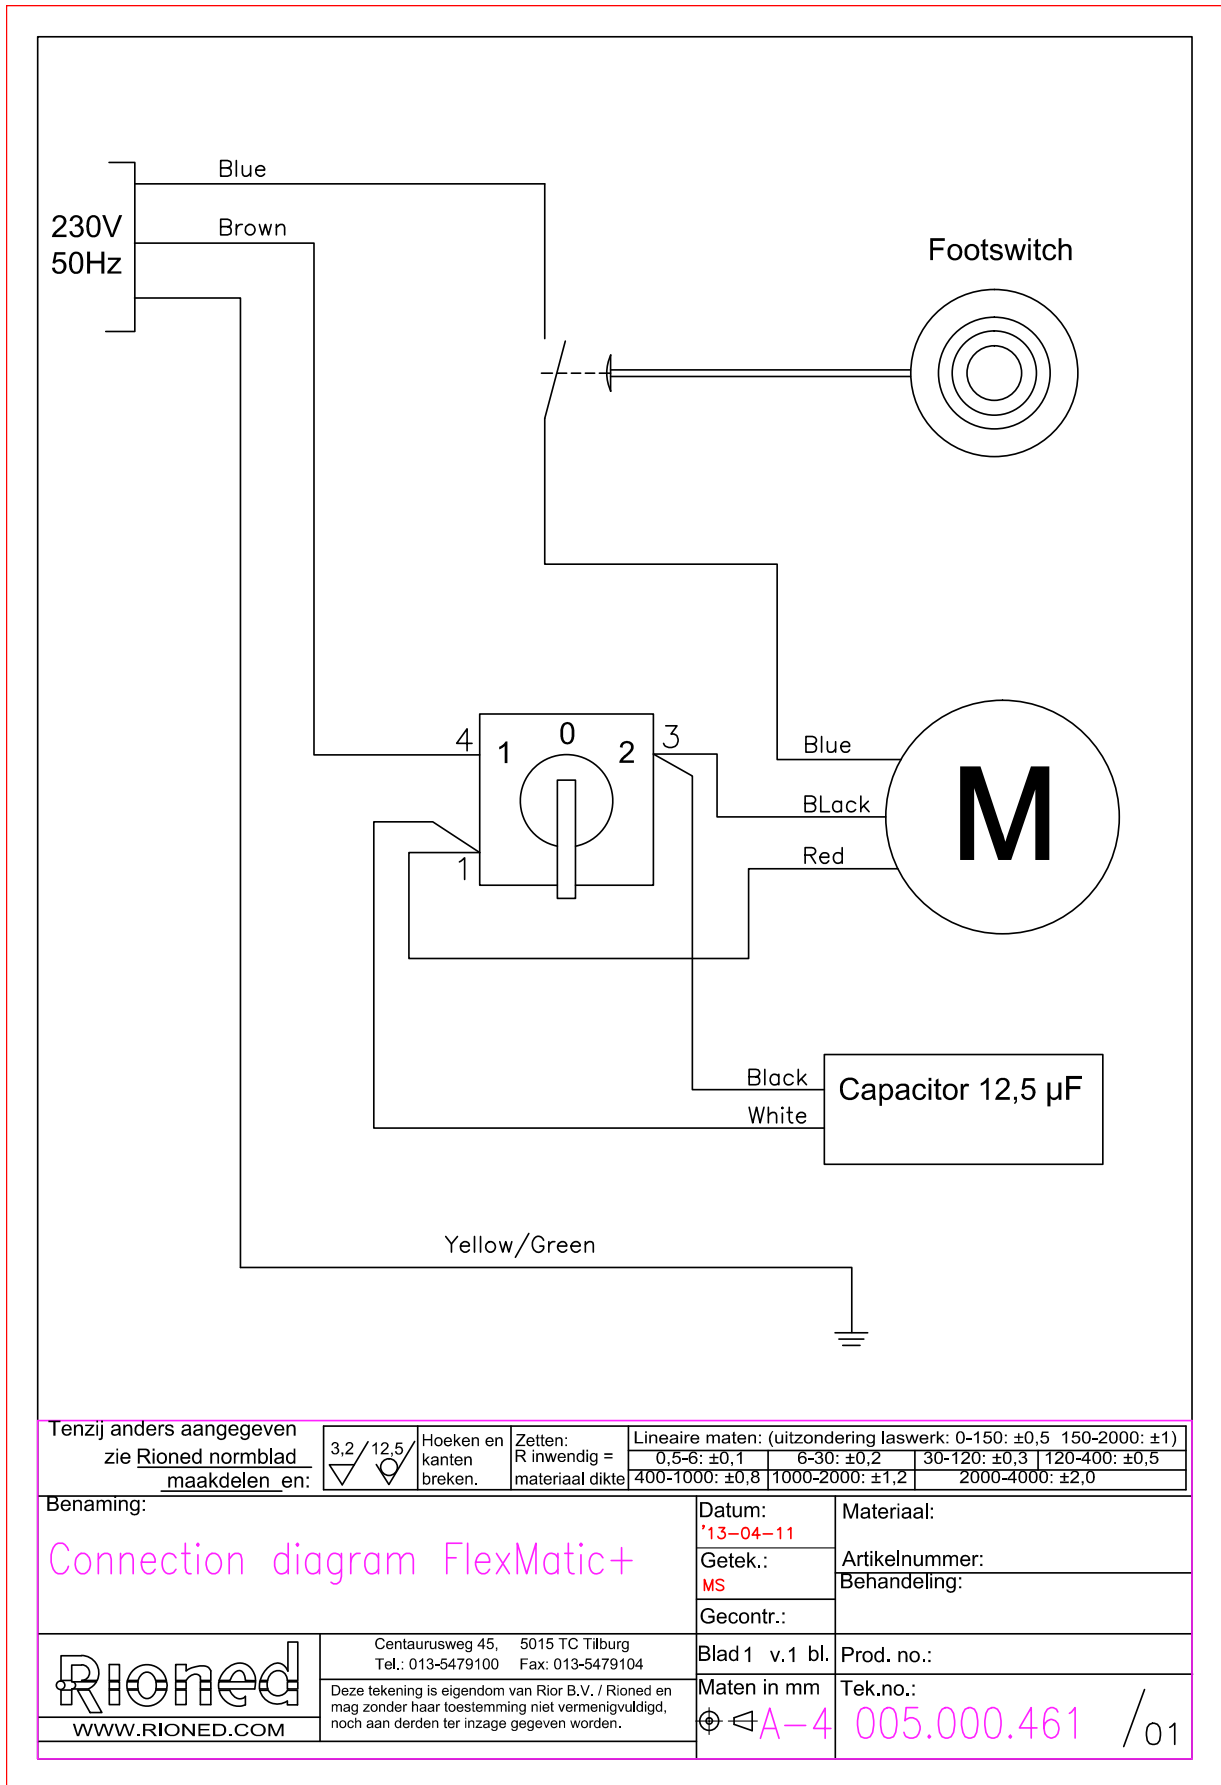 Blue
230V
50Hz
Brown
Footswitch
4
1
0
2
3
1
Blue
BLack
M
Red
Black
White
Capacitor 12,5 µF
Yellow/Green
Tenzij anders aangegeven
zie Rioned normblad
maakdelen en:
3,2 / 12,5 /
Hoeken en
kanten
breken.
Zetten:
R inwendig =
materiaal dikte
Lineaire maten: (uitzondering laswerk: 0-150: ±0,5 150-2000: ±1)
0,5-6: ±0,1 6-30: ±0,2 30-120: ±0,3 120-400: ±0,5
400-1000: ±0,8 1000-2000: ±1,2 2000-4000: ±2,0
Benaming:
Connection diagram FlexMatic+
Datum:
'13-04-11
Getek.:
MS
Gecontr.:
Materiaal:
Artikelnummer:
Behandeling:
Rioned
WWW.RIONED.COM
Centaurusweg 45, 5015 TC Tilburg
Tel.: 013-5479100 Fax: 013-5479104
Deze tekening is eigendom van Rior B.V. / Rioned en
mag zonder haar toestemming niet vermenigvuldigd,
noch aan derden ter inzage gegeven worden.
Blad 1 v.1 bl.
Prod. no.:
Maten in mm
A-4
Tek.no.:
005.000.461 /01